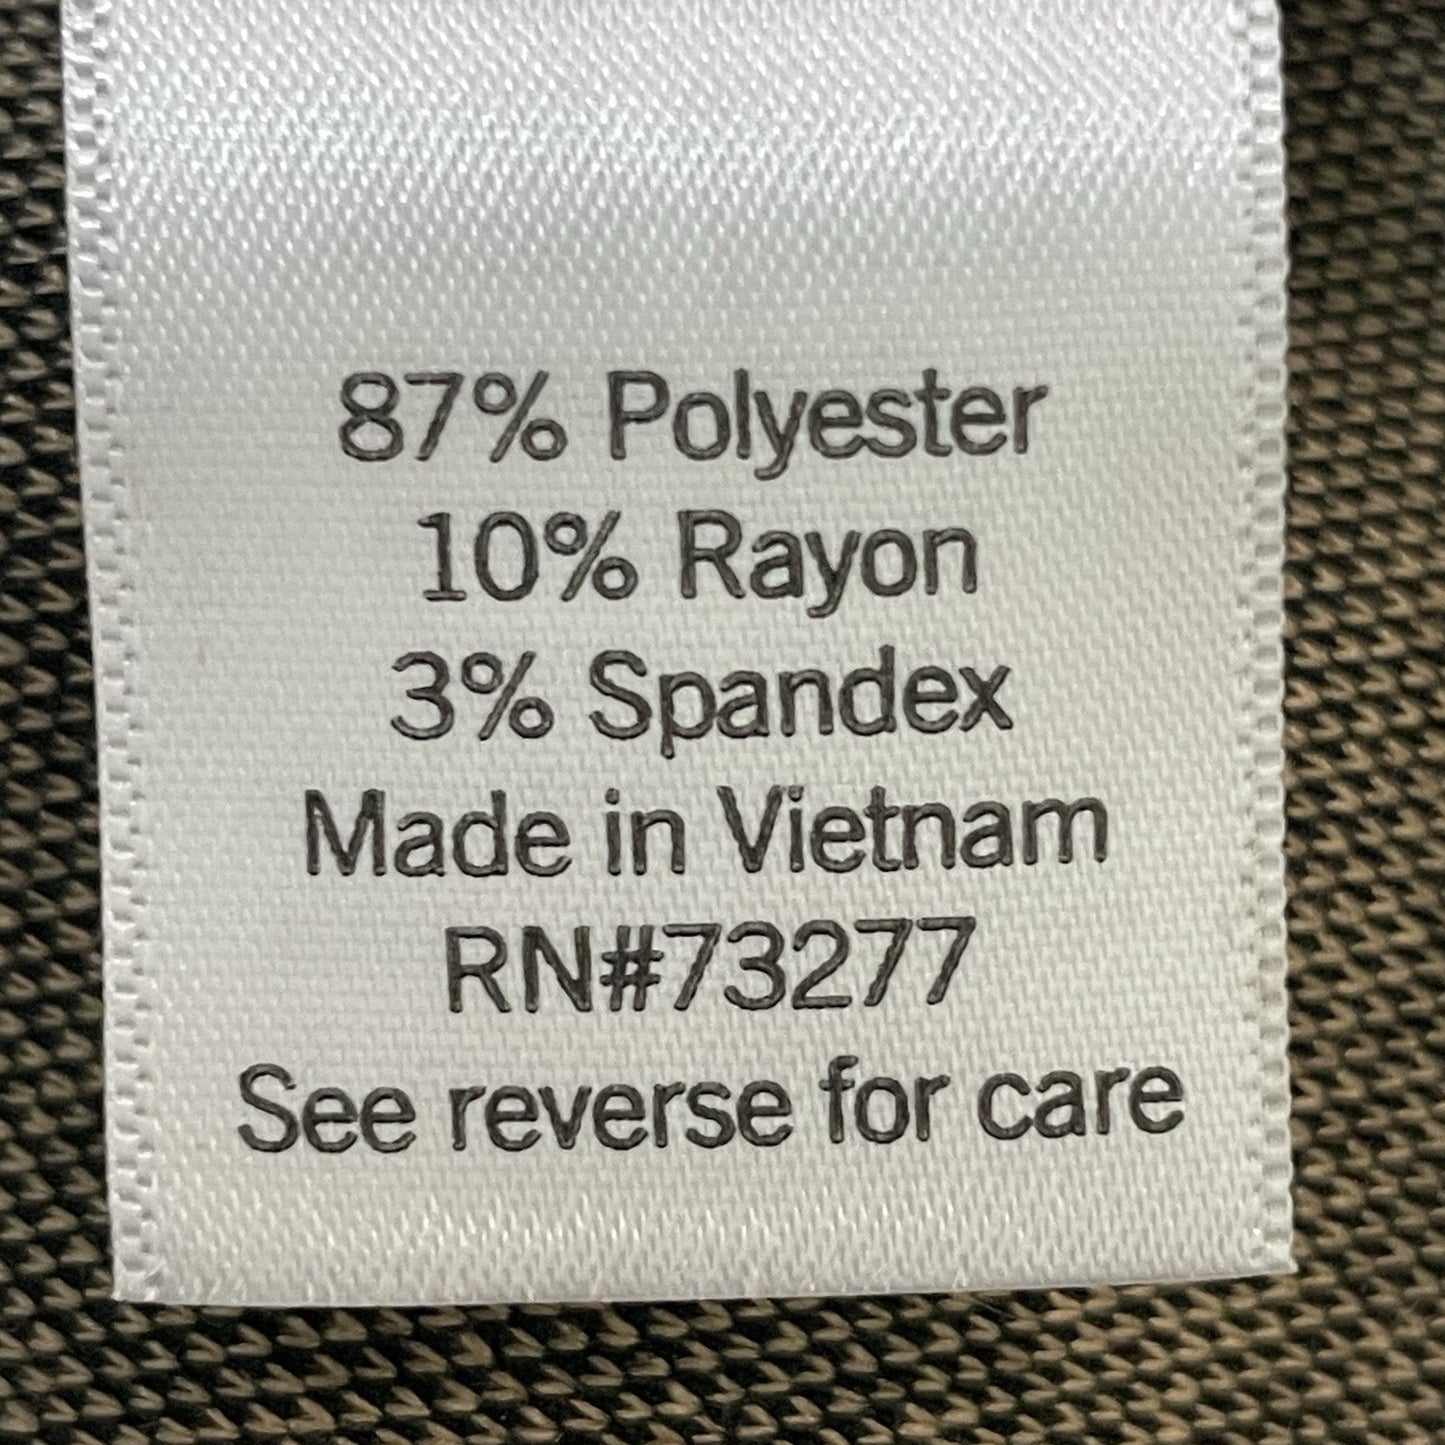 87% Polyester
10% Rayon
3% Spandex
Made in Vietnam
RN#73277
See reverse for care